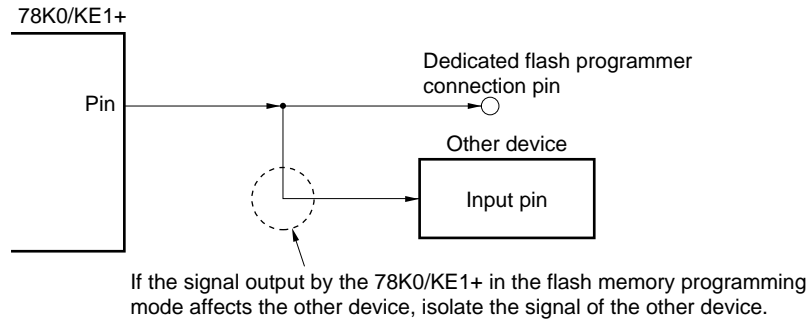 78K0/KE1+
Pin
Dedicated flash programmer
connection pin
Other device
Input pin
If the signal output by the 78K0/KE1+ in the flash memory programming
mode affects the other device, isolate the signal of the other device.